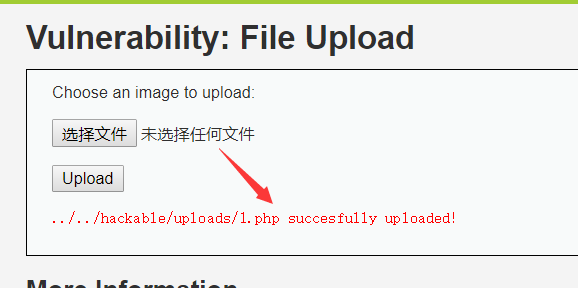 Vulnerability: File Upload
Choose an image to upload:
选择文件 未选择任何文件
Upload
../../hackable/uploads/1.php succesfully uploaded!
More Information